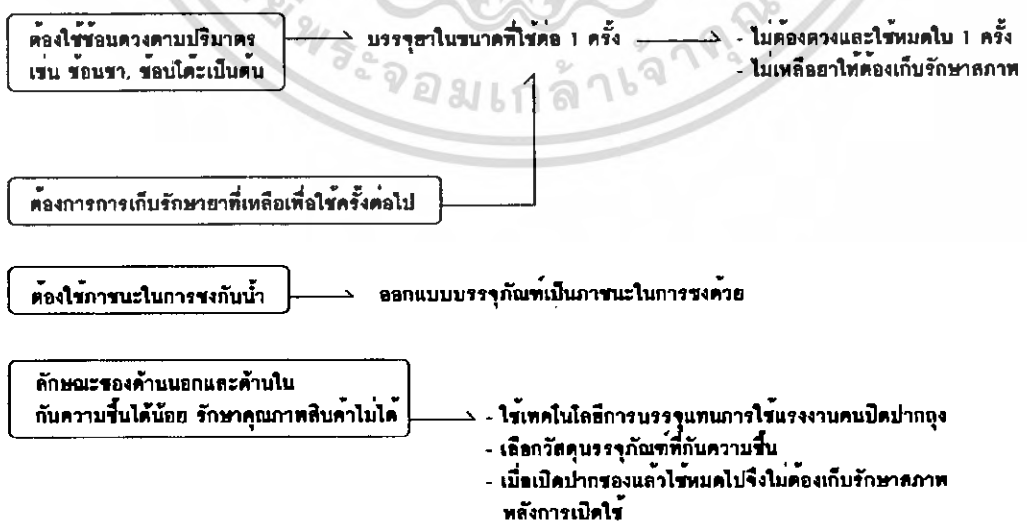 ต้องใช้ช้อนตวงตามปริมาตร
เช่น ช้อนชา, ช้อนโต๊ะเป็นต้น
บรรจุยาในขนาดที่ใช้ต่อ 1 ครั้ง
- ไม่ต้องตวงและใช้หมดใน 1 ครั้ง
- ไม่เหลือยาให้ต้องเก็บรักษาสภาพ
พระจอมเกล้าเจ้าคุณ
ต้องการการเก็บรักษายาที่เหลือเพื่อใช้ครั้งต่อไป
ต้องใช้ภาชนะในการชงกับน้ำ
ออกแบบบรรจุภัณฑ์เป็นภาชนะในการชงด้วย
ลักษณะซองด้านนอกและด้านใน
กันความชื้นได้น้อย รักษาคุณภาพสินค้าไม่ได้
- ใช้เทคโนโลยีการบรรจุแทนการใช้แรงงานคนปิดปากถุง
- เลือกวัสดุบรรจุภัณฑ์ที่กันความชื้น
- เมื่อเปิดปากซองแล้วใช้หมดไปจึงไม่ต้องเก็บรักษาสภาพ
หลังการเปิดใช้